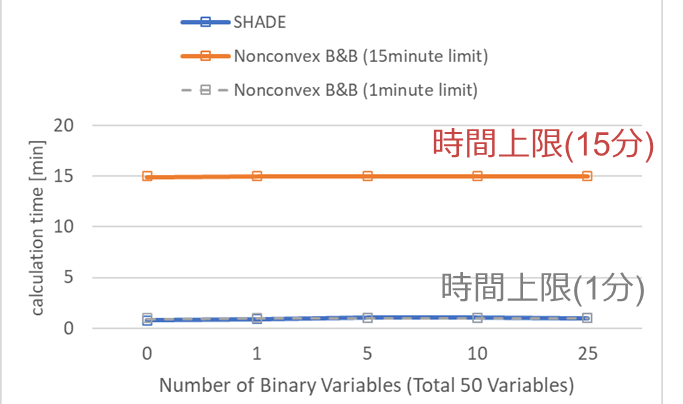 SHADE
Nonconvex B&B (15minute limit)
Nonconvex B&B (1minute limit)
20
時間上限(15分)
15
10
5
時間上限(1分)
0
calculation time [min]
0 1 5 10 25
Number of Binary Variables (Total 50 Variables)